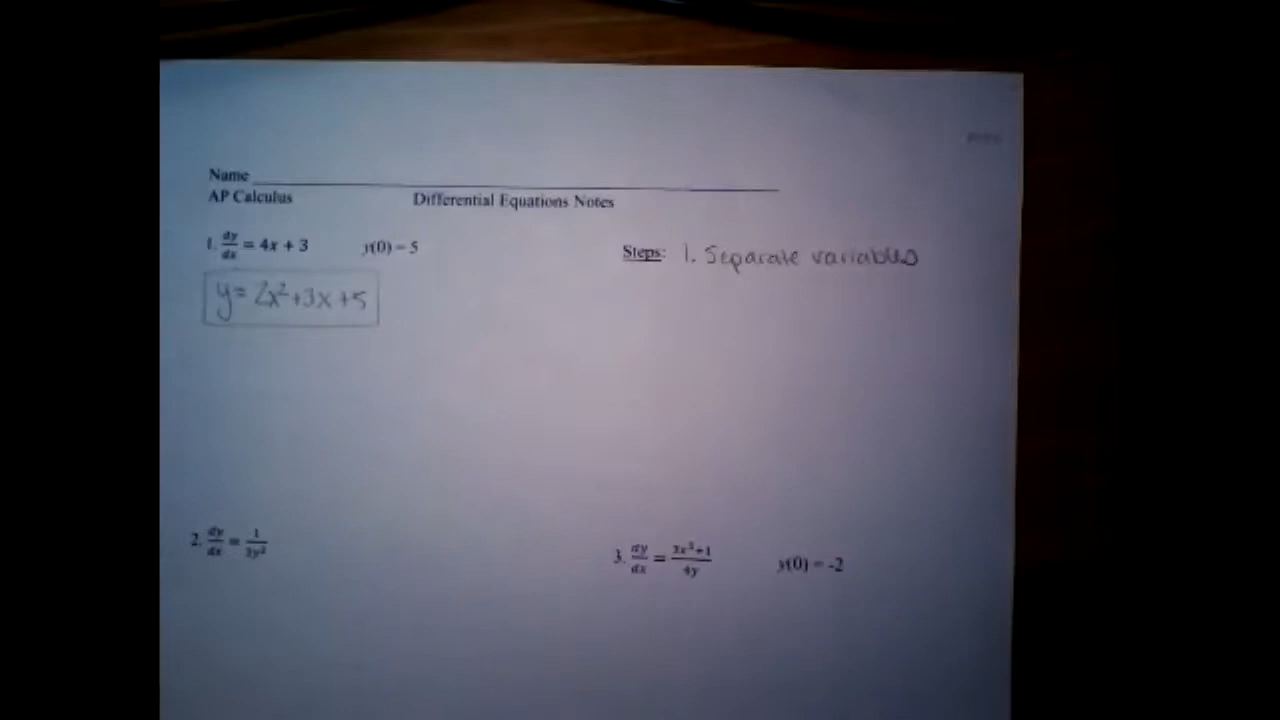 Name
AP Calculus Differential Equations Notes
1. dy/dx = 4x + 3 y(0) = 5
Steps: 1. Separate variables
y = 2x²+3x+5
2. dy/dx = 1/3y²
3. dy/dx = 3x²+1/4y y(0) = -2